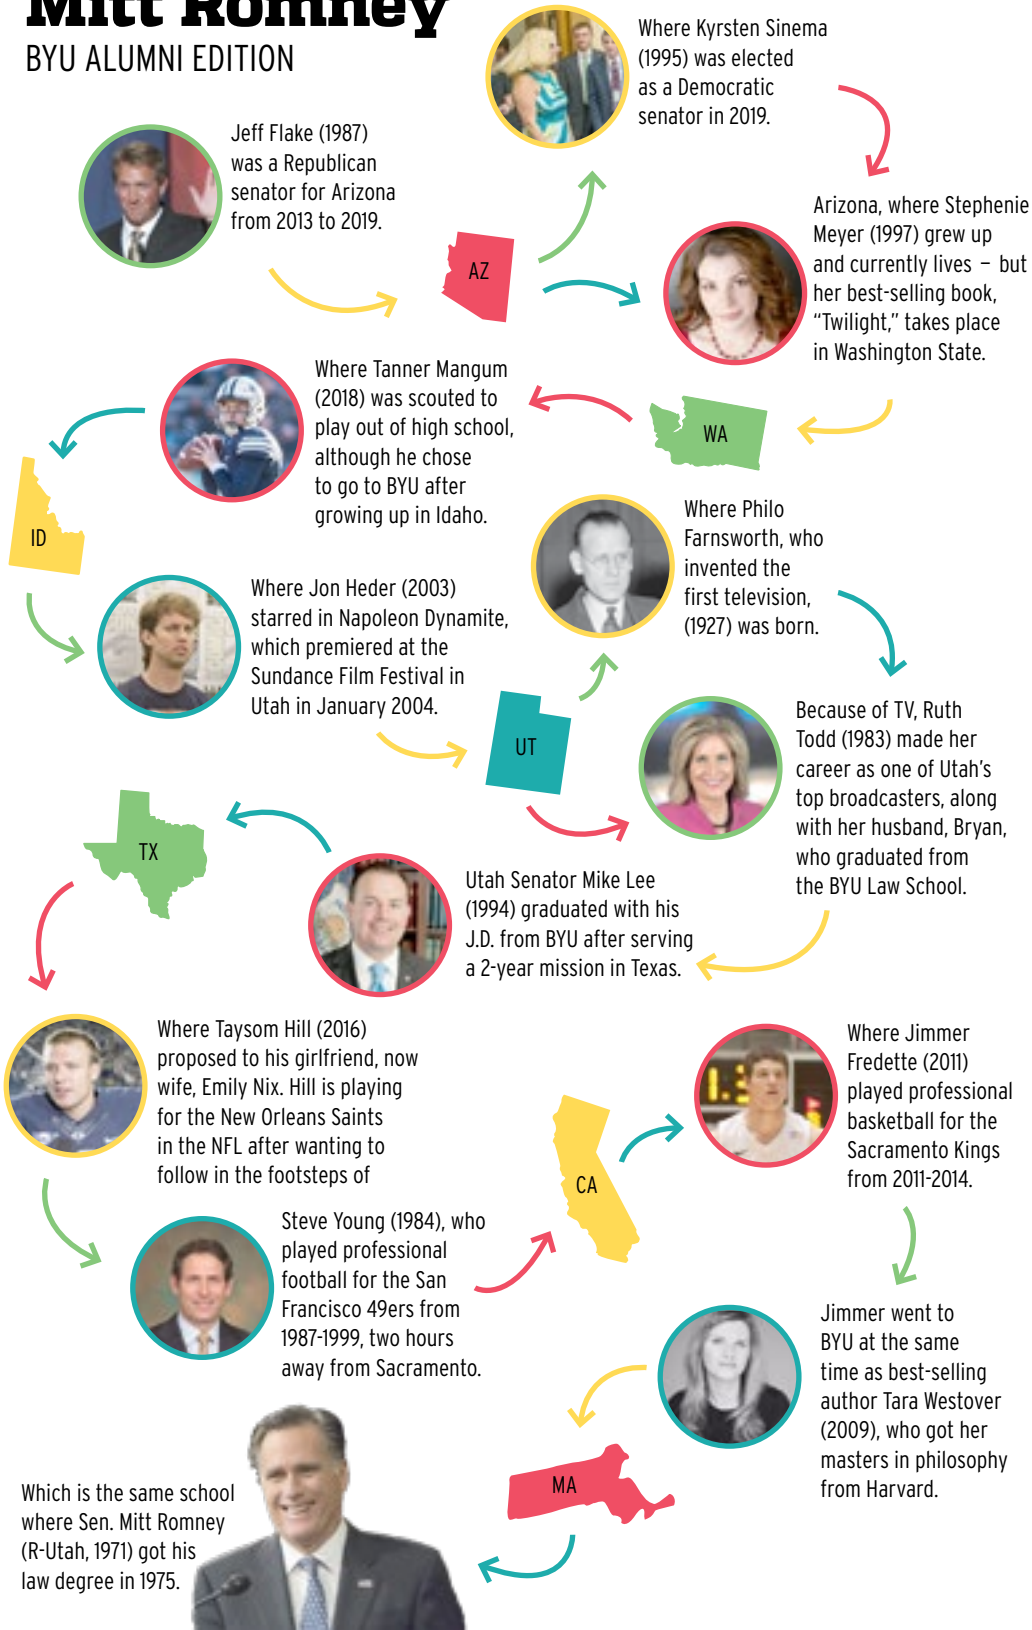 Mitt Romney
BYU ALUMNI EDITION
Jeff Flake (1987)
was a Republican
senator for Arizona
from 2013 to 2019.
AZ
Where Kyrsten Sinema
(1995) was elected
as a Democratic
senator in 2019.
Arizona, where Stephenie
Meyer (1997) grew up
and currently lives – but
her best-selling book,
“Twilight,” takes place
in Washington State.
WA
Where Tanner Mangum
(2018) was scouted to
play out of high school,
although he chose
to go to BYU after
growing up in Idaho.
ID
Where Jon Heder (2003)
starred in Napoleon Dynamite,
which premiered at the
Sundance Film Festival in
Utah in January 2004.
UT
Where Philo
Farnsworth, who
invented the
first television,
(1927) was born.
Because of TV, Ruth
Todd (1983) made her
career as one of Utah’s
top broadcasters, along
with her husband, Bryan,
who graduated from
the BYU Law School.
Utah Senator Mike Lee
(1994) graduated with his
J.D. from BYU after serving
a 2-year mission in Texas.
TX
Where Taysom Hill (2016)
proposed to his girlfriend, now
wife, Emily Nix. Hill is playing
for the New Orleans Saints
in the NFL after wanting to
follow in the footsteps of
Steve Young (1984), who
played professional
football for the San
Francisco 49ers from
1987-1999, two hours
away from Sacramento.
CA
Where Jimmer
Fredette (2011)
played professional
basketball for the
Sacramento Kings
from 2011-2014.
Jimmer went to
BYU at the same
time as best-selling
author Tara Westover
(2009), who got her
masters in philosophy
from Harvard.
MA
Which is the same school
where Sen. Mitt Romney
(R-Utah, 1971) got his
law degree in 1975.